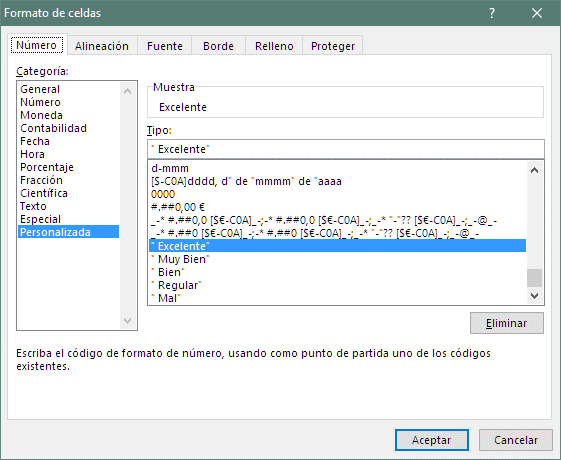 Formato de celdas
?
Número Alineación Fuente Borde Relleno Proteger
Categoría:
General
Número
Moneda
Contabilidad
Fecha
Hora
Porcentaje
Fracción
Científica
Texto
Especial
Personalizada
Muestra
Excelente
Tipo:
" Excelente"
d-mmm
[$-C0A]dddd, d" de "mmmm" de "aaaa
0000
#.##0,00 €
_-* #.##0,0 [$€-C0A]_-;-* #.##0,0 [$€-C0A]_-;_-* "-"?? [$€-C0A]_-;_-@_-
_-* #.##0 [$€-C0A]_-;-* #.##0 [$€-C0A]_-;_-* "-"?? [$€-C0A]_-;_-@_-
" Excelente"
" Muy Bien"
" Bien"
" Regular"
" Mal"
Eliminar
Escriba el código de formato de número, usando como punto de partida uno de los códigos
existentes.
Aceptar Cancelar